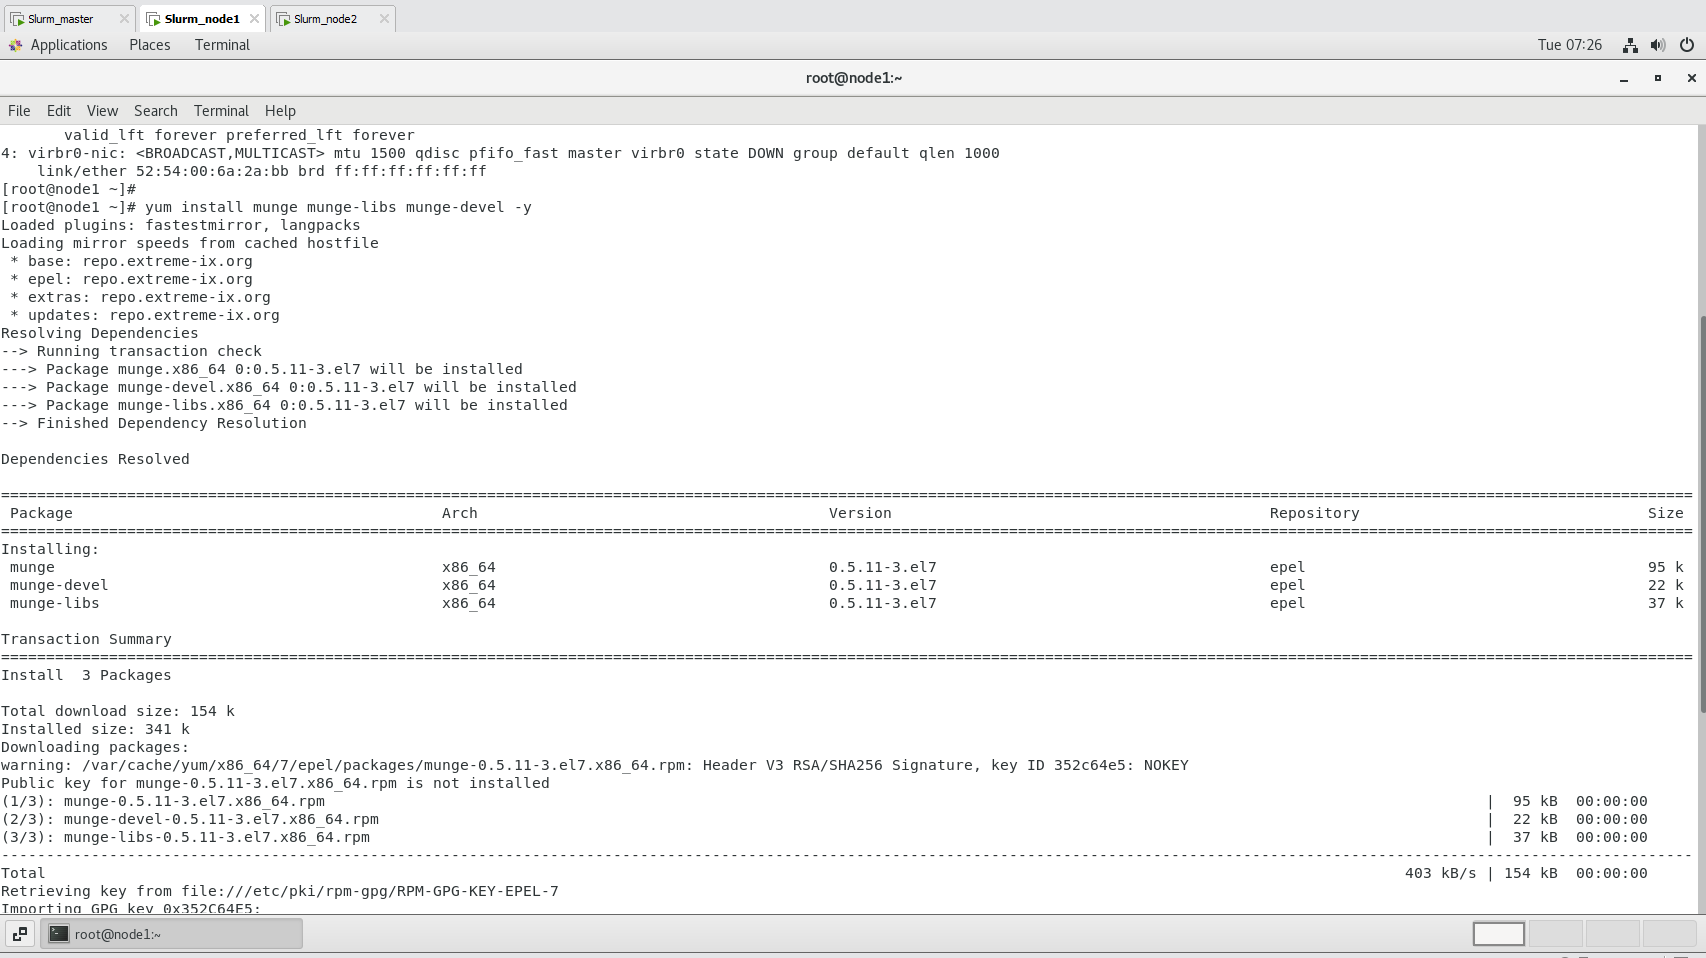 Slurm_master
Slurm_node1
Slurm_node2
Applications Places Terminal Tue 07:26
root@node1:~
File Edit View Search Terminal Help
valid_lft forever preferred_lft forever
4: virbr0-nic: <BROADCAST,MULTICAST> mtu 1500 qdisc pfifo_fast master virbr0 state DOWN group default qlen 1000
link/ether 52:54:00:6a:2a:bb brd ff:ff:ff:ff:ff:ff
[root@node1 ~]#
[root@node1 ~]# yum install munge munge-libs munge-devel -y
Loaded plugins: fastestmirror, langpacks
Loading mirror speeds from cached hostfile
* base: repo.extreme-ix.org
* epel: repo.extreme-ix.org
* extras: repo.extreme-ix.org
* updates: repo.extreme-ix.org
Resolving Dependencies
--> Running transaction check
---> Package munge.x86_64 0:0.5.11-3.el7 will be installed
---> Package munge-devel.x86_64 0:0.5.11-3.el7 will be installed
---> Package munge-libs.x86_64 0:0.5.11-3.el7 will be installed
--> Finished Dependency Resolution
Dependencies Resolved
Package Arch Version Repository Size
Installing:
munge x86_64 0.5.11-3.el7 epel 95 k
munge-devel x86_64 0.5.11-3.el7 epel 22 k
munge-libs x86_64 0.5.11-3.el7 epel 37 k
Transaction Summary
Install 3 Packages
Total download size: 154 k
Installed size: 341 k
Downloading packages:
warning: /var/cache/yum/x86_64/7/epel/packages/munge-0.5.11-3.el7.x86_64.rpm: Header V3 RSA/SHA256 Signature, key ID 352c64e5: NOKEY
Public key for munge-0.5.11-3.el7.x86_64.rpm is not installed
(1/3): munge-0.5.11-3.el7.x86_64.rpm | 95 kB 00:00:00
(2/3): munge-devel-0.5.11-3.el7.x86_64.rpm | 22 kB 00:00:00
(3/3): munge-libs-0.5.11-3.el7.x86_64.rpm | 37 kB 00:00:00
Total 403 kB/s | 154 kB 00:00:00
Retrieving key from file:///etc/pki/rpm-gpg/RPM-GPG-KEY-EPEL-7
Importing GPG key 0x352C64E5:
root@node1:~